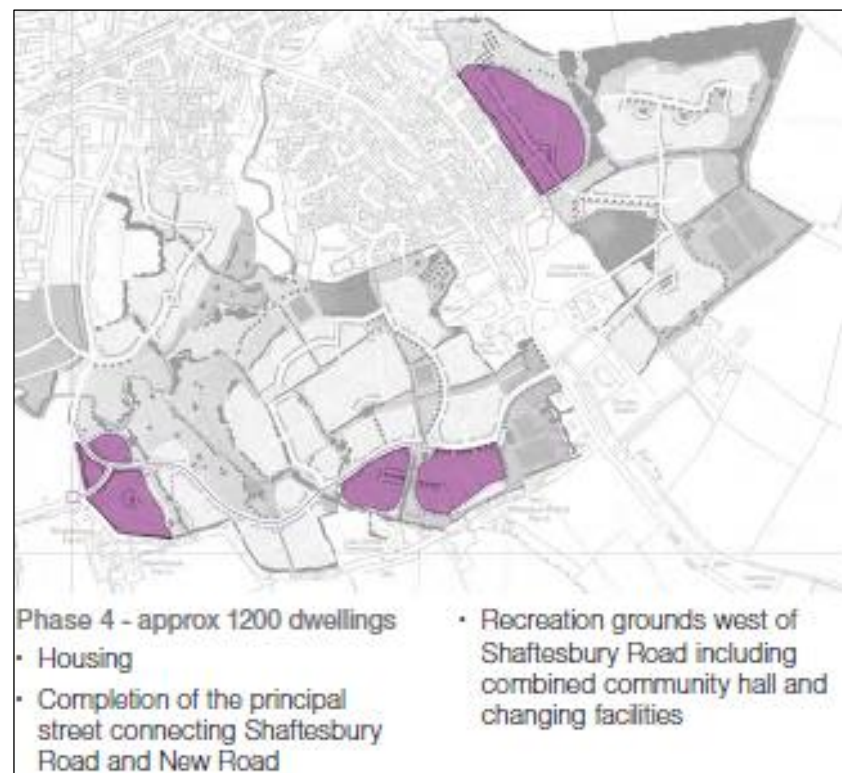 Phase 4 - approx 1200 dwellings
• Housing
• Completion of the principal
street connecting Shaftesbury
Road and New Road
• Recreation grounds west of
Shaftesbury Road including
combined community hall and
changing facilities